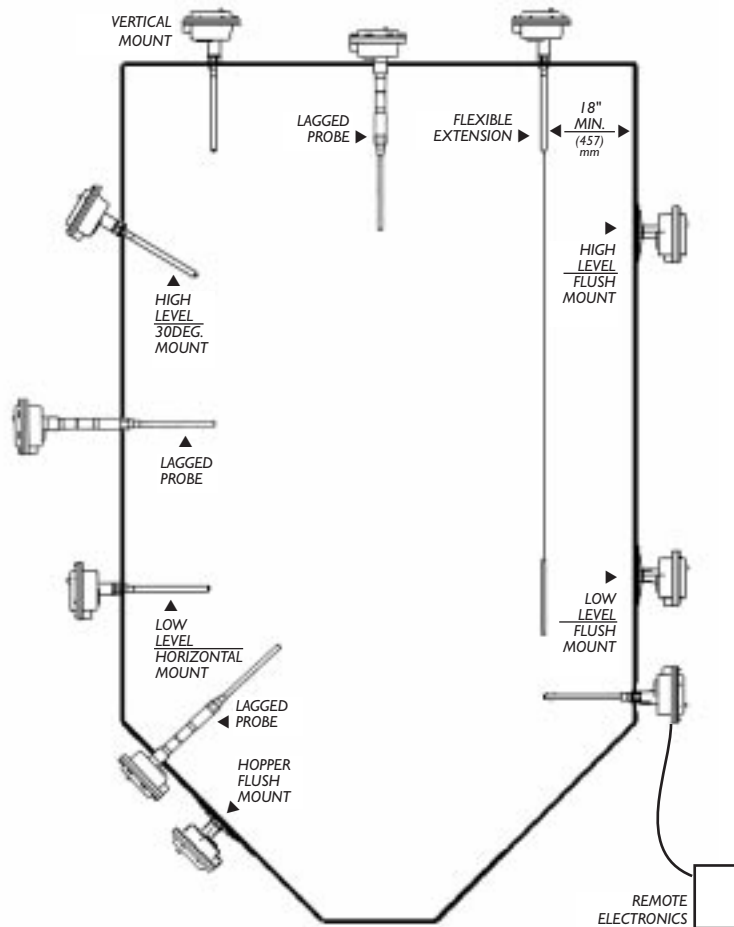 VERTICAL
MOUNT
LAGGED
PROBE
FLEXIBLE
EXTENSION
18"
MIN.
(457)
mm
HIGH
LEVEL
30DEG.
MOUNT
HIGH
LEVEL
FLUSH
MOUNT
LAGGED
PROBE
LOW
LEVEL
HORIZONTAL
MOUNT
LOW
LEVEL
FLUSH
MOUNT
LAGGED
PROBE
HOPPER
FLUSH
MOUNT
REMOTE
ELECTRONICS